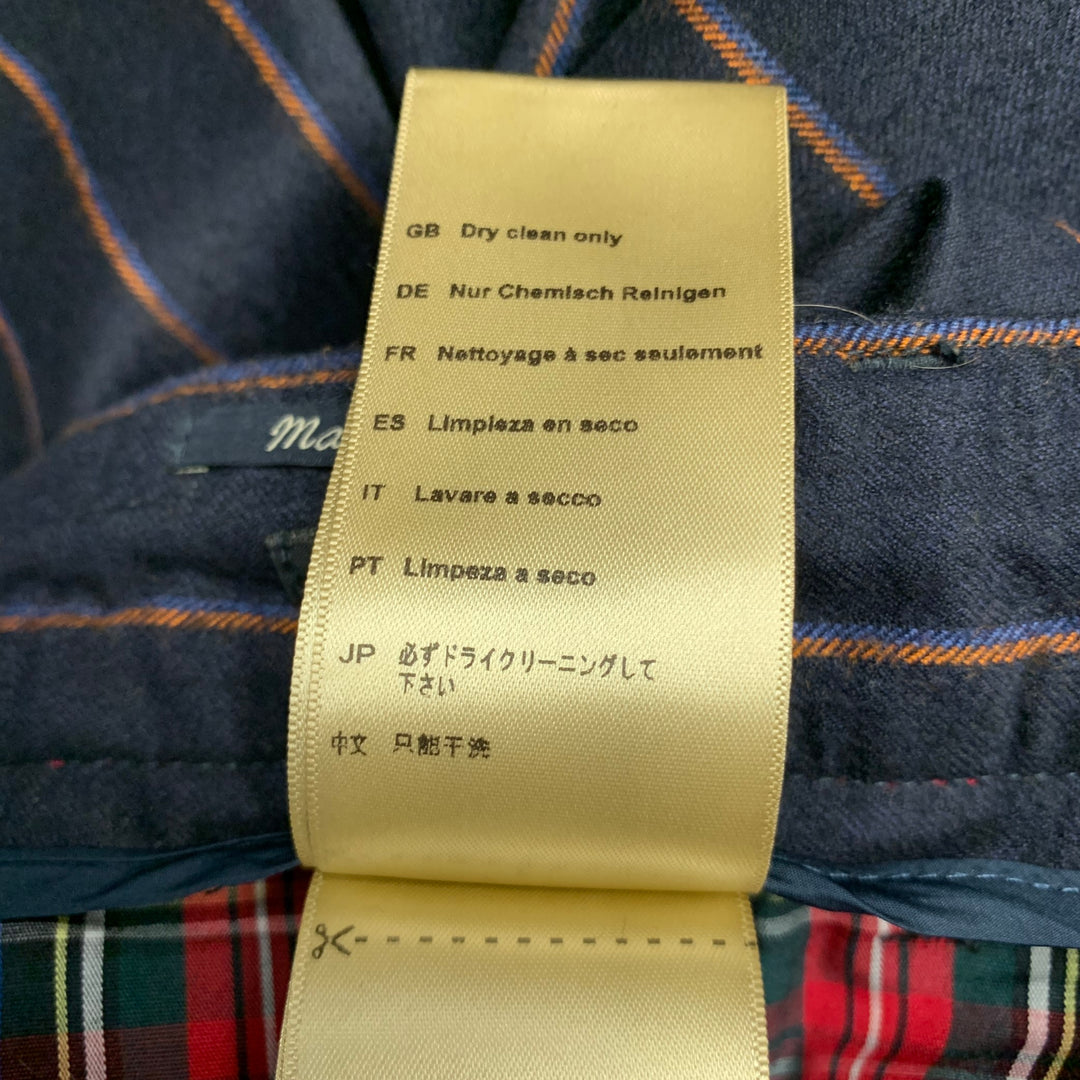 GB Dry clean only
DE Nur Chemisch Reinigen
FR Nettoyage à sec seulement
ES Limpieza en seco
IT Lavare a secco
PT Limpeza a seco
JP 必ずドライクリーニングして
下さい
中文 只能干洗
Ma